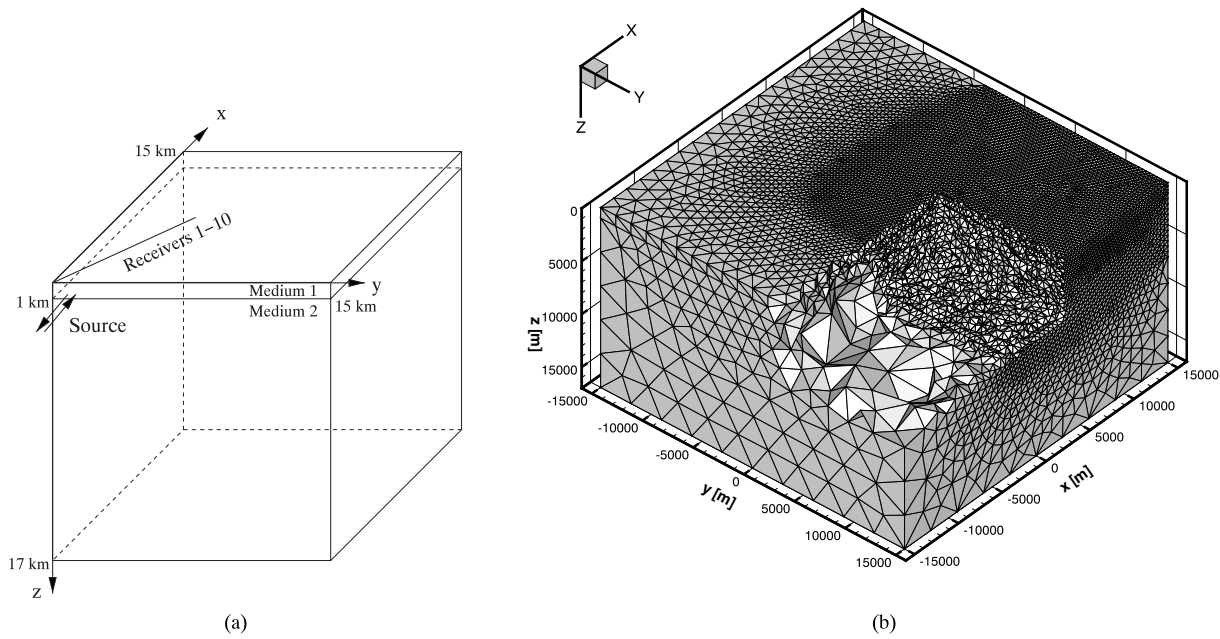 x
15 km
Receivers 1–10
Medium 1
y
1 km
Medium 2
15 km
Source
17 km
z
(a)
X
Y
Z
0
5000
10000
15000
z [m]
-15000
-10000
-5000
0
5000
10000
15000
y [m]
-15000
-10000
-5000
0
5000
10000
15000
x [m]
(b)